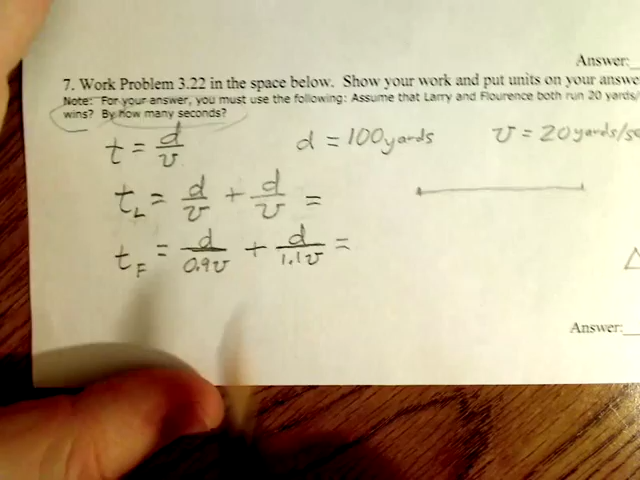 Answer:
7. Work Problem 3.22 in the space below. Show your work and put units on your answe
Note: For your answer, you must use the following: Assume that Larry and Flourence both run 20 yards/
wins? By how many seconds?
t = d/v d = 100 yards v = 20 yards/se
t_L = d/v + d/v =
t_F = d/0.9v + d/1.1v =
Answer: